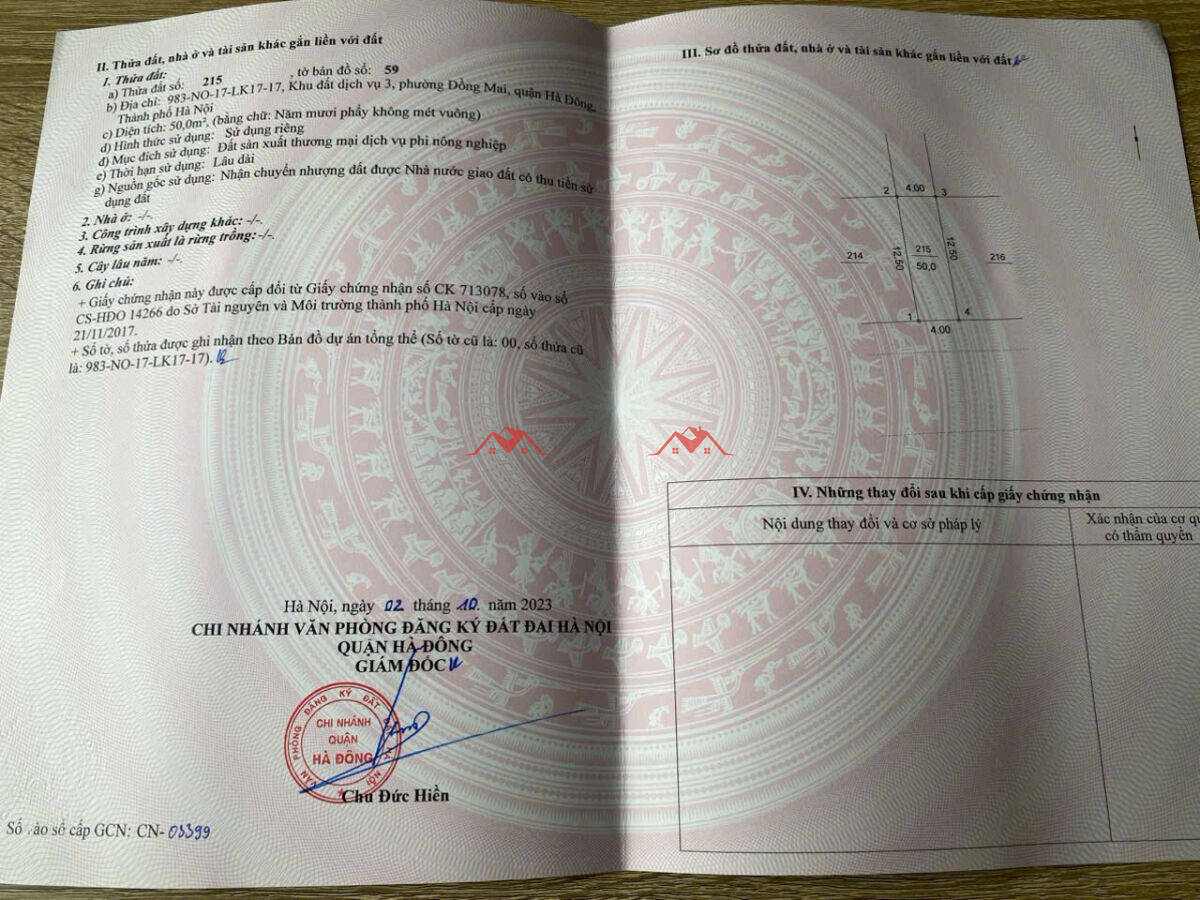 II. Thửa đất, nhà ở và tài sản khác gắn liền với đất
1. Thửa đất:
a) Thửa đất số: 215 , tờ bản đồ số: 59
b) Địa chỉ: 983-NO-17-LK17-17, Khu đất dịch vụ 3, phường Đồng Mai, quận Hà Đông,
Thành phố Hà Nội
c) Diện tích: 50,0m², (bằng chữ: Năm mươi phẩy không mét vuông)
d) Hình thức sử dụng: Sử dụng riêng
đ) Mục đích sử dụng: Đất sản xuất thương mại dịch vụ phi nông nghiệp
e) Thời hạn sử dụng: Lâu dài
g) Nguồn gốc sử dụng: Nhận chuyển nhượng đất được Nhà nước giao đất có thu tiền sử
dụng đất
2. Nhà ở: -/-.
3. Công trình xây dựng khác: -/-.
4. Rừng sản xuất là rừng trồng: -/-.
5. Cây lâu năm: -/-.
6. Ghi chú:
+ Giấy chứng nhận này được cấp đổi từ Giấy chứng nhận số CK 713078, số vào sổ
CS-HĐO 14266 do Sở Tài nguyên và Môi trường thành phố Hà Nội cấp ngày
21/11/2017.
+ Số tờ, số thửa được ghi nhận theo Bản đồ dự án tổng thể (Số tờ cũ là: 00, số thửa cũ
là: 983-NO-17-LK17-17).
Hà Nội, ngày 02 tháng 10. năm 2023
CHI NHÁNH VĂN PHÒNG ĐĂNG KÝ ĐẤT ĐAI HÀ NỘI
QUẬN HÀ ĐÔNG
GIÁM ĐỐC
VĂN PHÒNG ĐĂNG KÝ ĐẤT ĐAI HÀ NỘI
CHI NHÁNH
QUẬN
HÀ ĐÔNG
Chu Đức Hiền
Số vào sổ cấp GCN: CN- 03399
III. Sơ đồ thửa đất, nhà ở và tài sản khác gắn liền với đất
2 4.00 3
214 12.50 215 12.50 216
50,0
1 4
4.00
IV. Những thay đổi sau khi cấp giấy chứng nhận
Nội dung thay đổi và cơ sở pháp lý
Xác nhận của cơ qu
có thẩm quyền